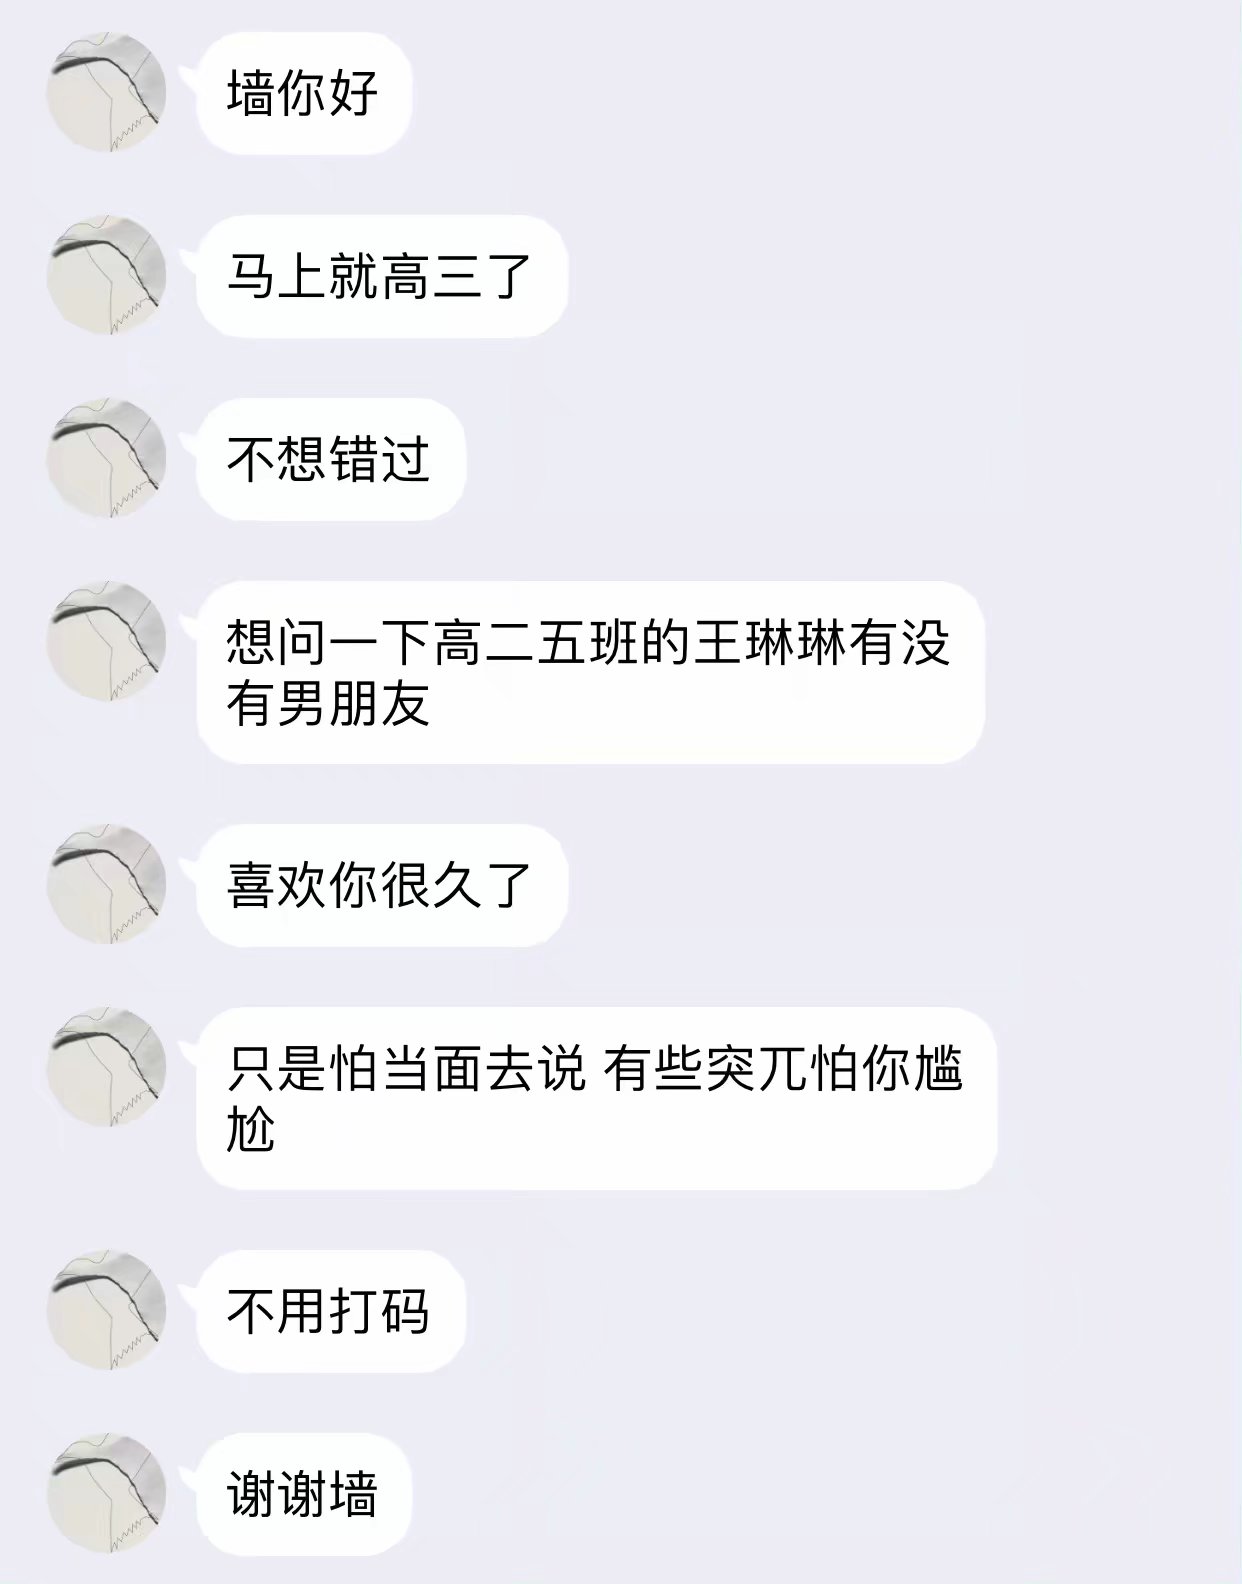 墙你好
马上就高三了
不想错过
想问一下高二五班的王琳琳有没
有男朋友
喜欢你很久了
只是怕当面去说 有些突兀怕你尴
尬
不用打码
谢谢墙